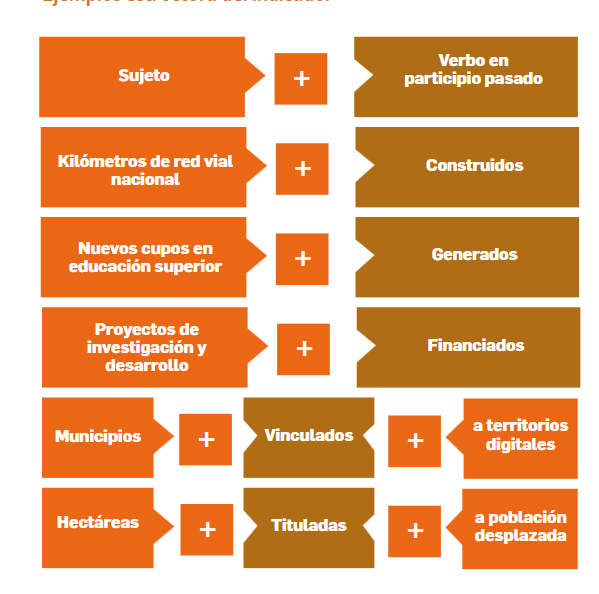 Sujeto + Verbo en
participio pasado
Kilómetros de red vial
nacional + Construidos
Nuevos cupos en
educación superior + Generados
Proyectos de
investigación y
desarrollo + Financiados
Municipios + Vinculados + a territorios
digitales
Hectáreas + Tituladas + a población
desplazada